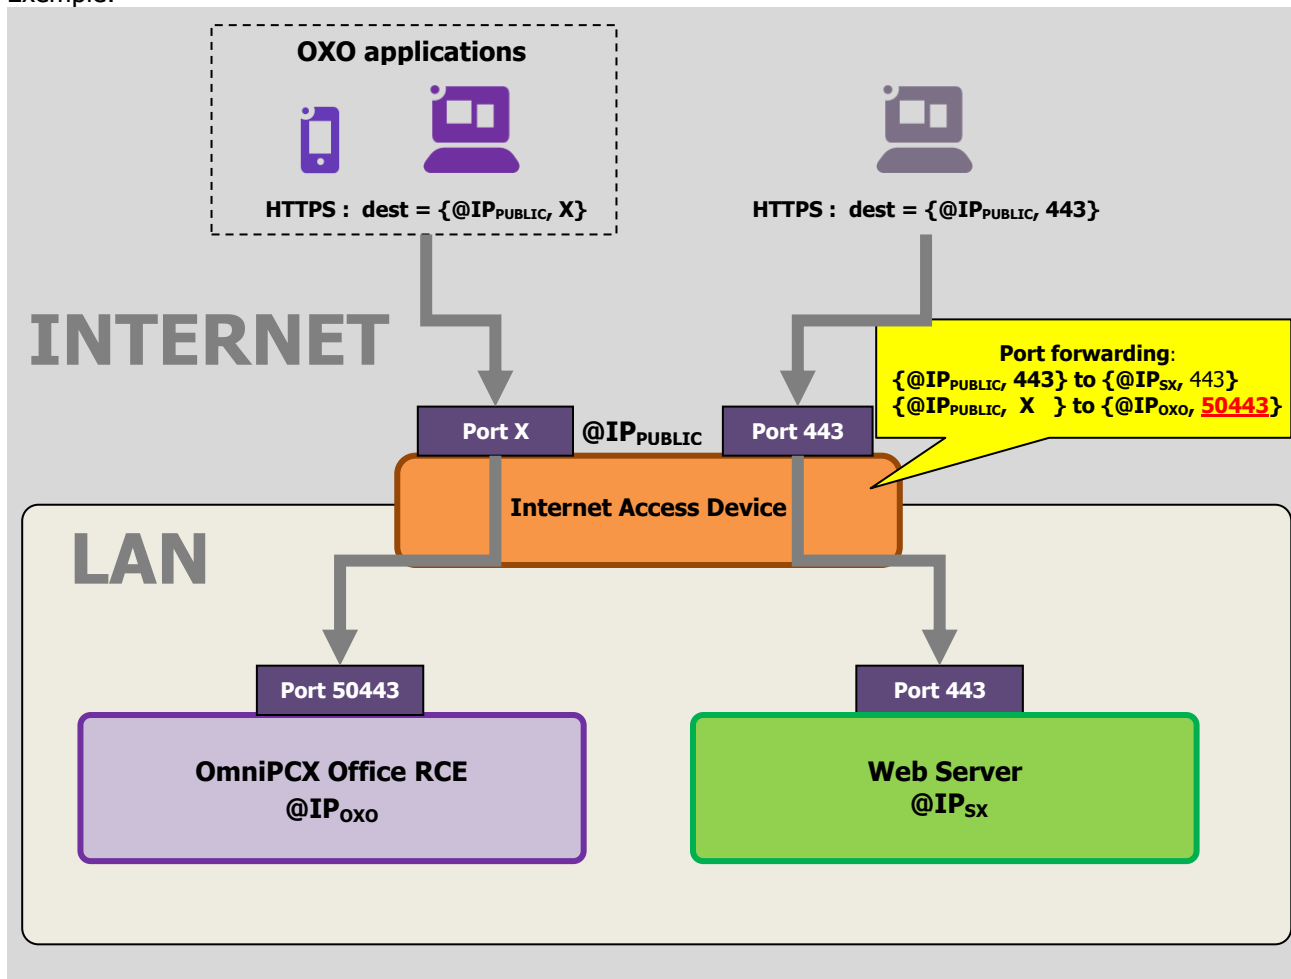 Exemple:
OXO applications
HTTPS : dest = {@IPPUBLIC, X}
HTTPS : dest = {@IPPUBLIC, 443}
INTERNET
Port forwarding:
{@IPPUBLIC, 443} to {@IPSX, 443}
{@IPPUBLIC, X } to {@IPOXO, 50443}
Port X
@IPPUBLIC
Port 443
Internet Access Device
LAN
Port 50443
Port 443
OmniPCX Office RCE
@IPOXO
Web Server
@IPSX